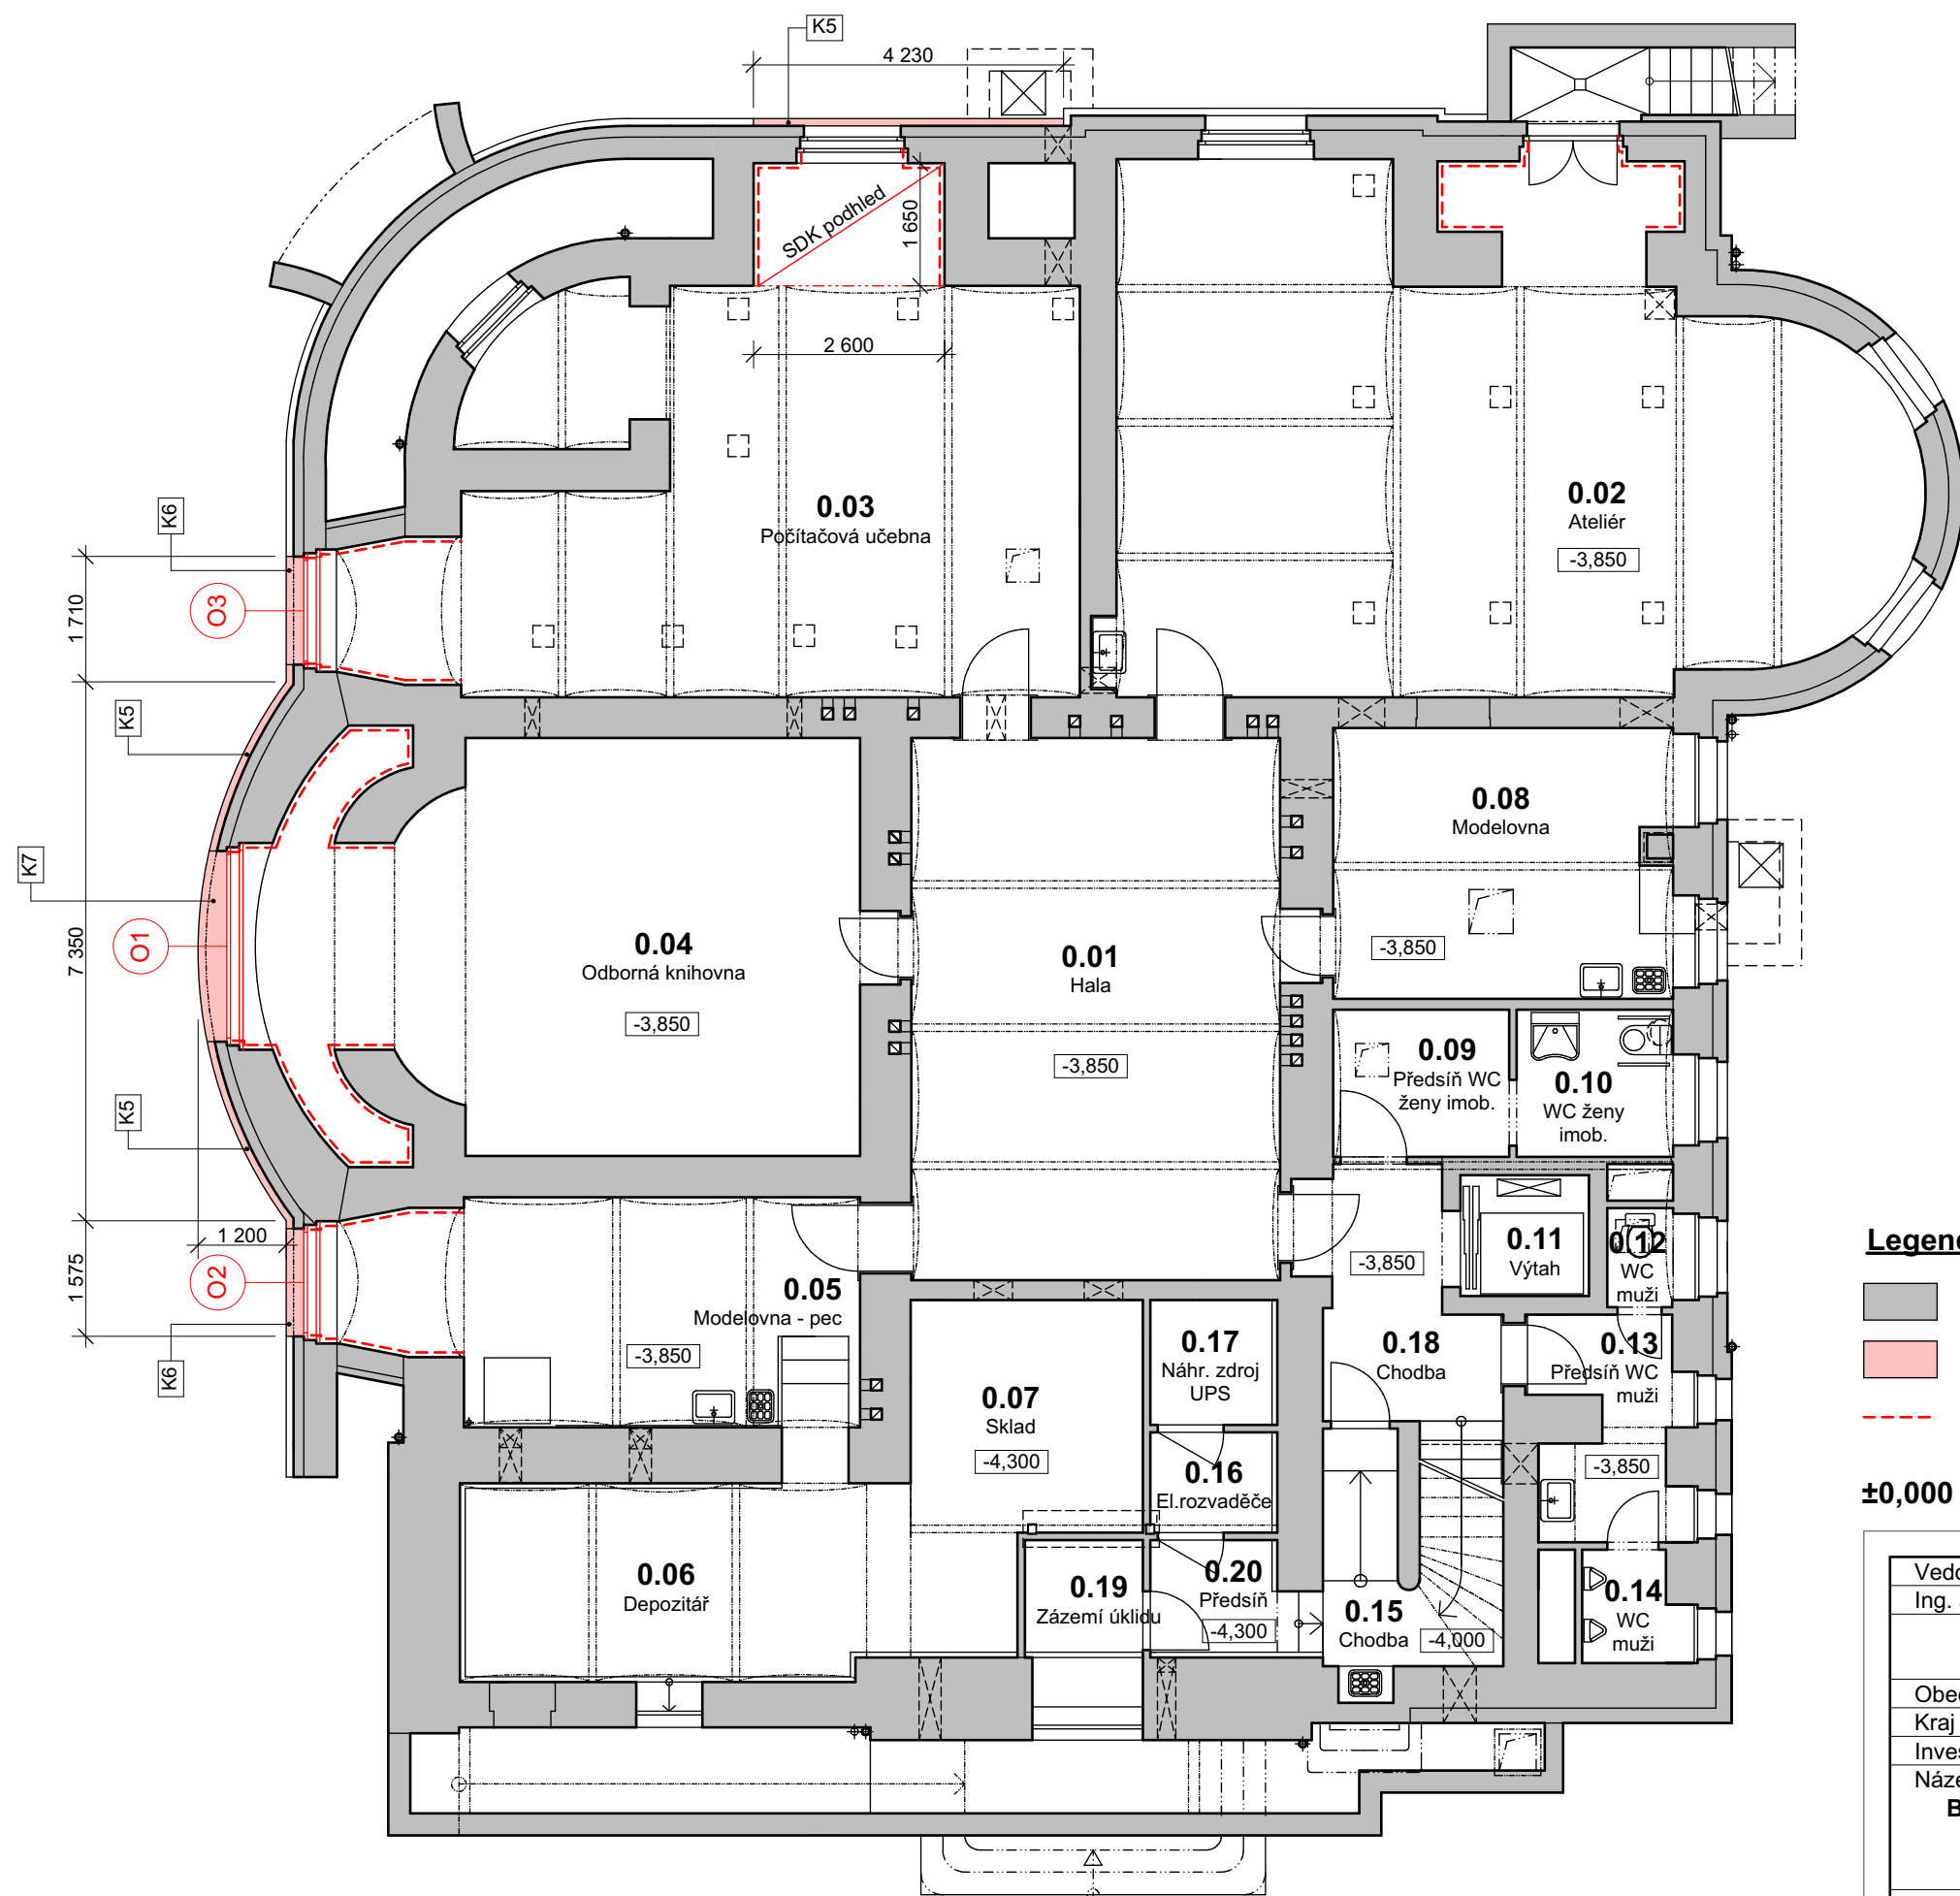 K5
4 230
SDK podhled
1 650
2 600
K6
O3
1 710
K5
K7
O1
7 350
K5
1 200
O2
1 575
K6
0.03
Počítačová učebna
0.02
Ateliér
-3,850
0.04
Odborná knihovna
-3,850
0.01
Hala
-3,850
0.08
Modelovna
-3,850
0.09
Předsíň WC
ženy imob.
0.10
WC ženy
imob.
0.11
Výtah
0.12
WC
muži
-3,850
0.05
Modelovna - pec
-3,850
0.07
Sklad
-4,300
0.17
Náhr. zdroj
UPS
0.18
Chodba
0.13
Předsíň WC
muži
-3,850
0.16
El.rozvaděče
0.06
Depozitář
0.19
Zázemí úklidu
0.20
Předsíň
-4,300
0.15
Chodba
-4,000
0.14
WC
muži
Legen
±0,000
Vedo
Ing.
Obe
Kraj
Inves
Náze
B